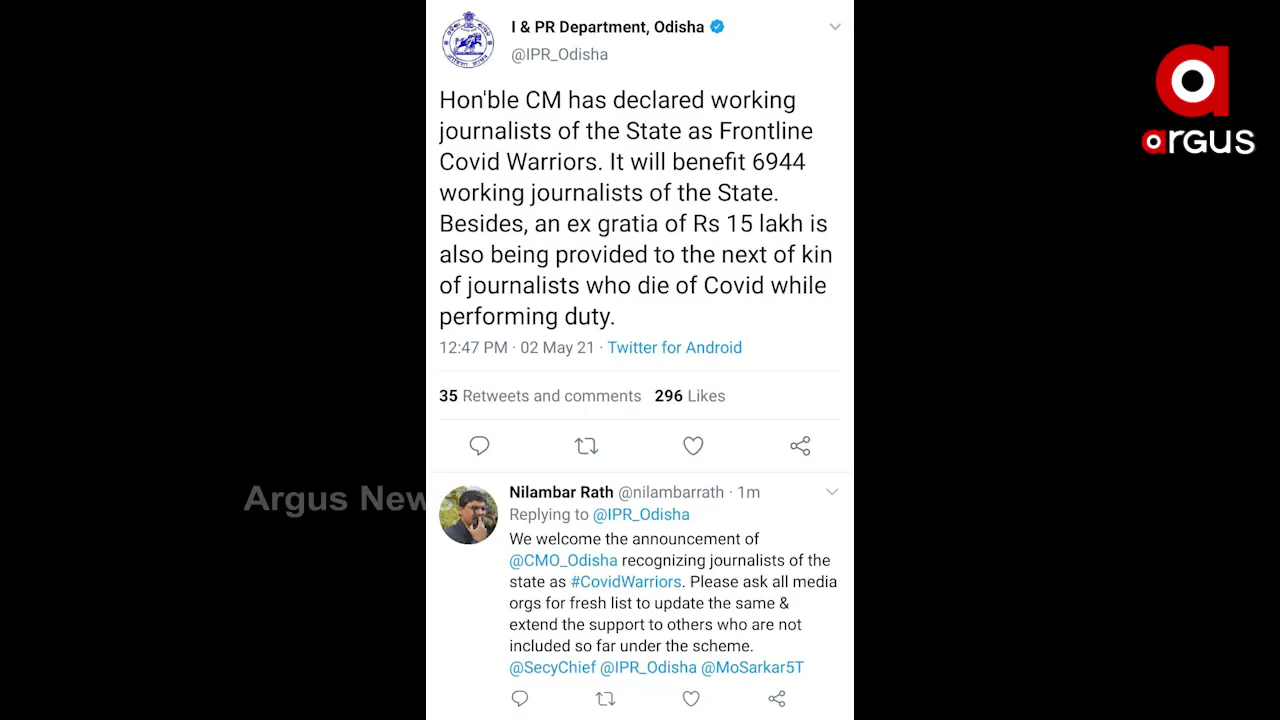 I & PR Department, Odisha
@IPR_Odisha
Hon'ble CM has declared working
journalists of the State as Frontline
Covid Warriors. It will benefit 6944
working journalists of the State.
Besides, an ex gratia of Rs 15 lakh is
also being provided to the next of kin
of journalists who die of Covid while
performing duty.
12:47 PM · 02 May 21 · Twitter for Android
35 Retweets and comments 296 Likes
Nilambar Rath @nilambarrath · 1m
Replying to @IPR_Odisha
We welcome the announcement of
@CMO_Odisha recognizing journalists of the
state as #CovidWarriors. Please ask all media
orgs for fresh list to update the same &
extend the support to others who are not
included so far under the scheme.
@SecyChief @IPR_Odisha @MoSarkar5T
argus
Argus News